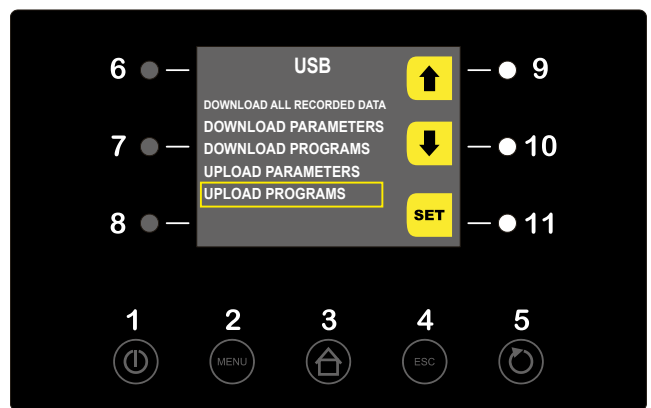 USB
6
9
DOWNLOAD ALL RECORDED DATA
DOWNLOAD PARAMETERS
7
DOWNLOAD PROGRAMS
10
UPLOAD PARAMETERS
UPLOAD PROGRAMS
8
SET
11
1 2 3 4 5
MENU ESC